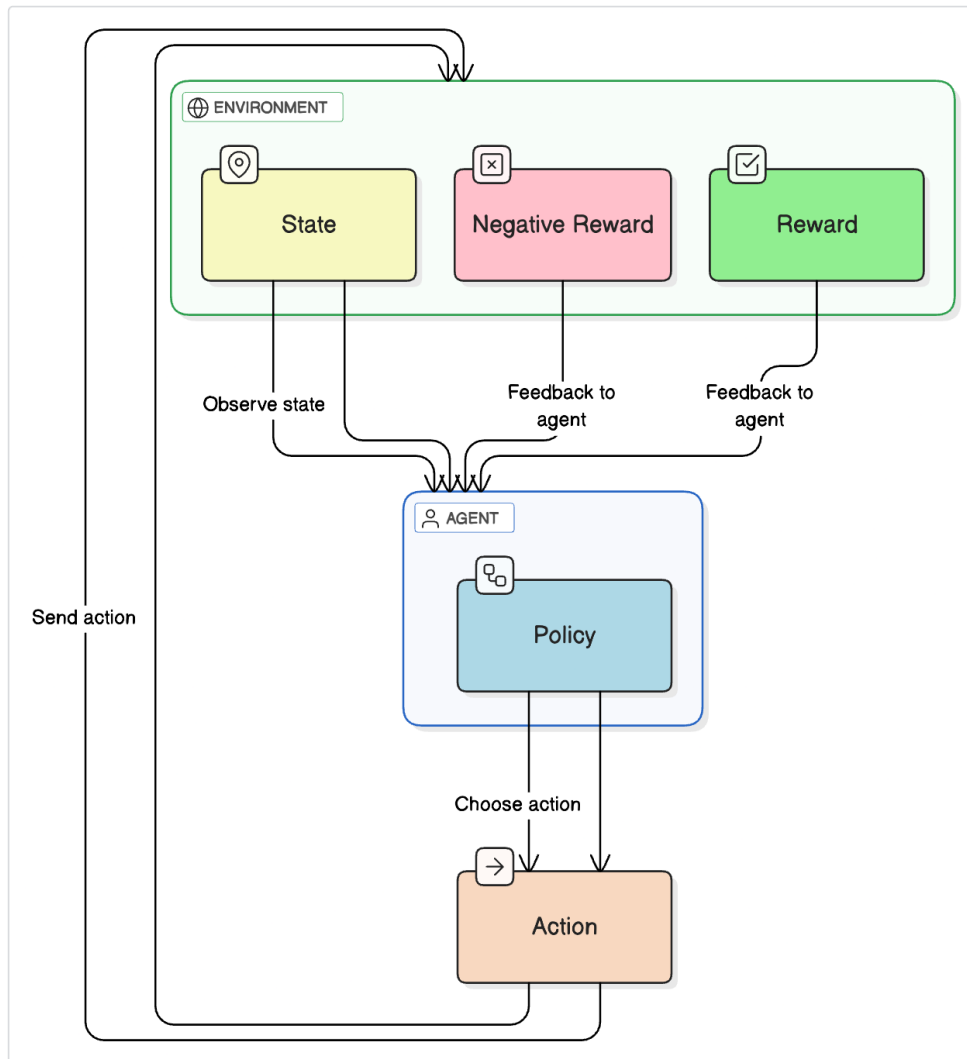 ENVIRONMENT
State
Negative Reward
Reward
Observe state
Feedback to
agent
Feedback to
agent
AGENT
Policy
Send action
Choose action
Action